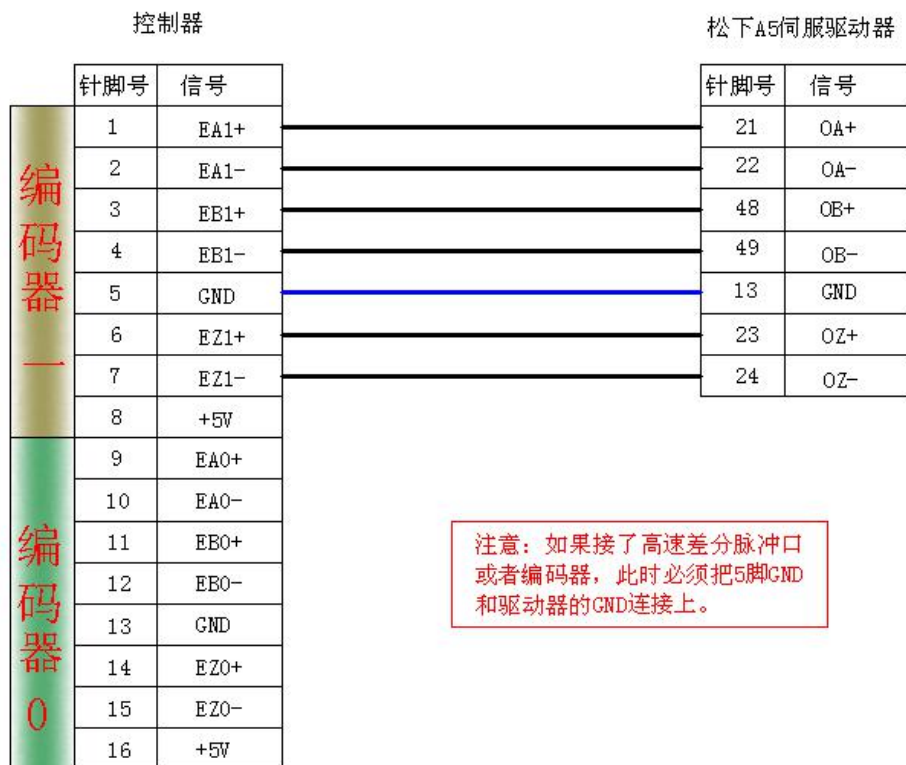 控制器
松下A5伺服驱动器
针脚号 信号
针脚号 信号
编码器一
1 EA1+
21 OA+
2 EA1-
22 OA-
3 EB1+
48 OB+
4 EB1-
49 OB-
5 GND
13 GND
6 EZ1+
23 OZ+
7 EZ1-
24 OZ-
8 +5V
编码器0
9 EA0+
10 EA0-
11 EB0+
12 EB0-
13 GND
14 EZ0+
15 EZ0-
16 +5V
注意：如果接了高速差分脉冲口
或者编码器，此时必须把5脚GND
和驱动器的GND连接上。